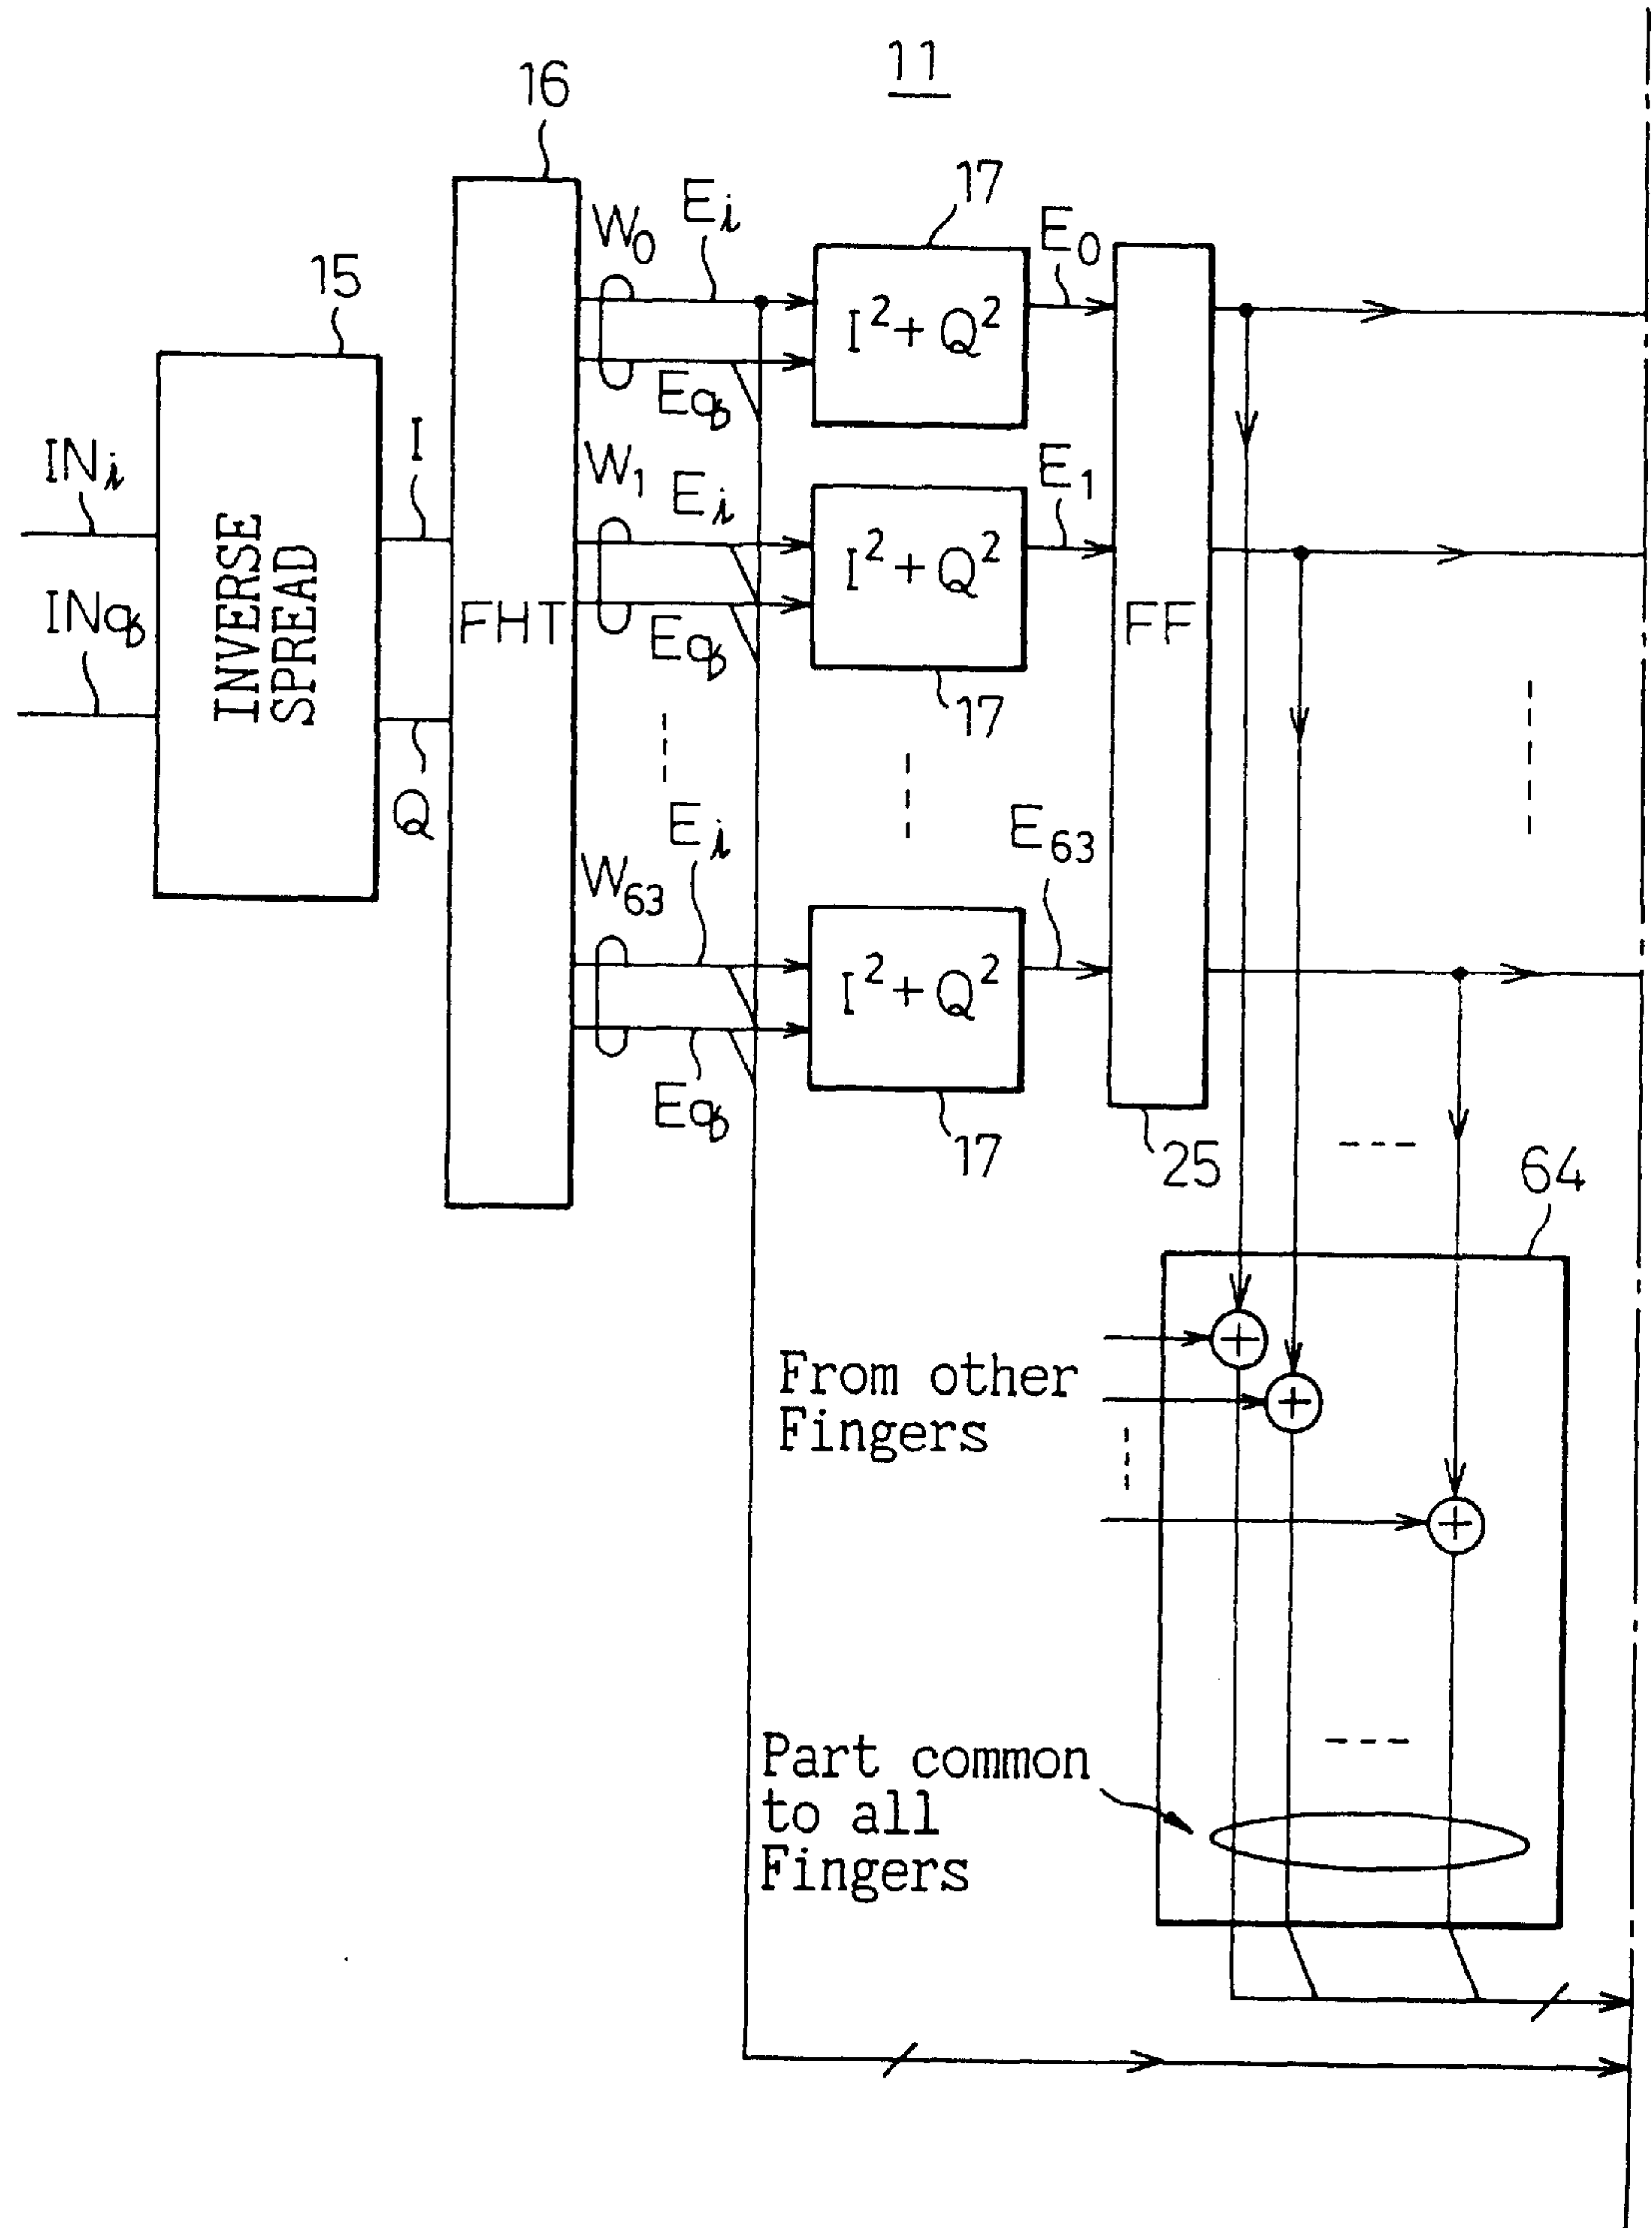 11
16
17
W₀
Ei
E₀
15
I² + Q²
Eq
INi
I
W₁
Ei
E₁
I² + Q²
INVERSE
SPREAD
FHT
FF
INq
Eq
17
Q
Ei
E₆₃
W₆₃
I² + Q²
Eq
17
25
64
+
From other
Fingers
+
+
Part common
to all
Fingers